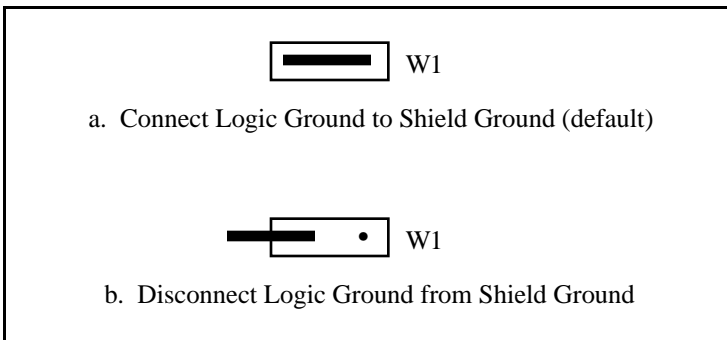 W1
a. Connect Logic Ground to Shield Ground (default)
W1
b. Disconnect Logic Ground from Shield Ground